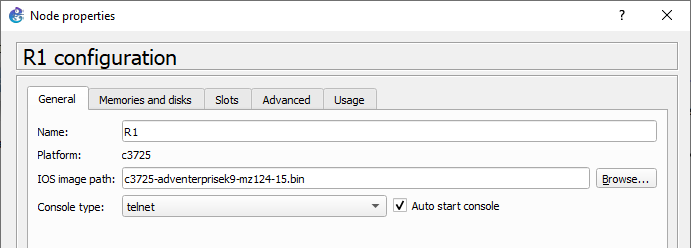 Node properties
R1 configuration
General Memories and disks Slots Advanced Usage
Name: R1
Platform: c3725
IOS image path: c3725-adventerprisek9-mz124-15.bin Browse...
Console type: telnet Auto start console